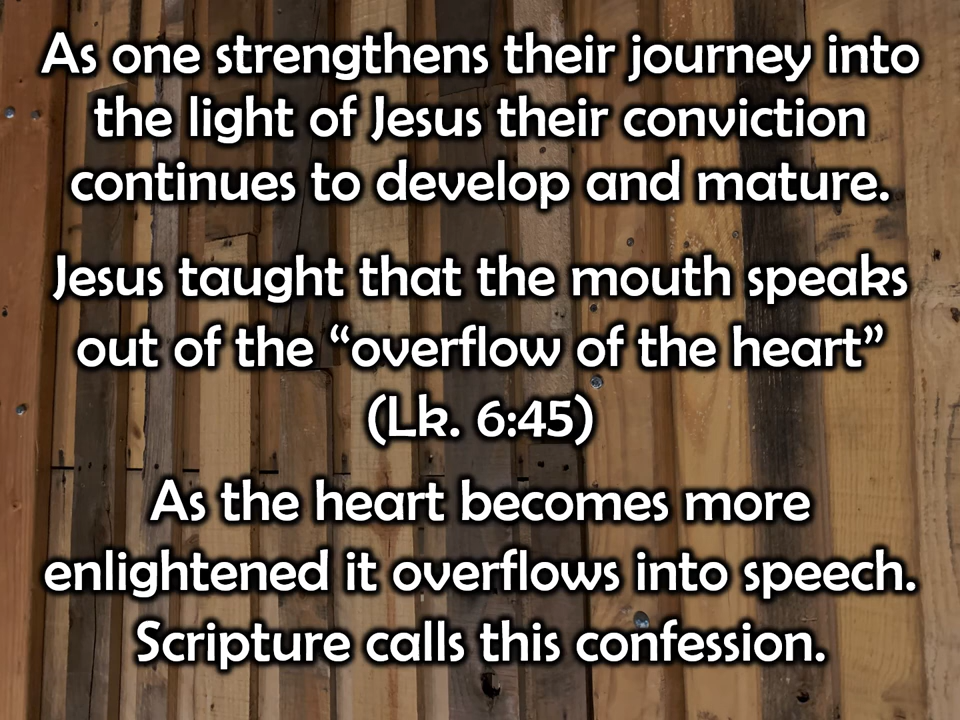 As one strengthens their journey into
the light of Jesus their conviction
continues to develop and mature.
Jesus taught that the mouth speaks
out of the “overflow of the heart”
(Lk. 6:45)
As the heart becomes more
enlightened it overflows into speech.
Scripture calls this confession.